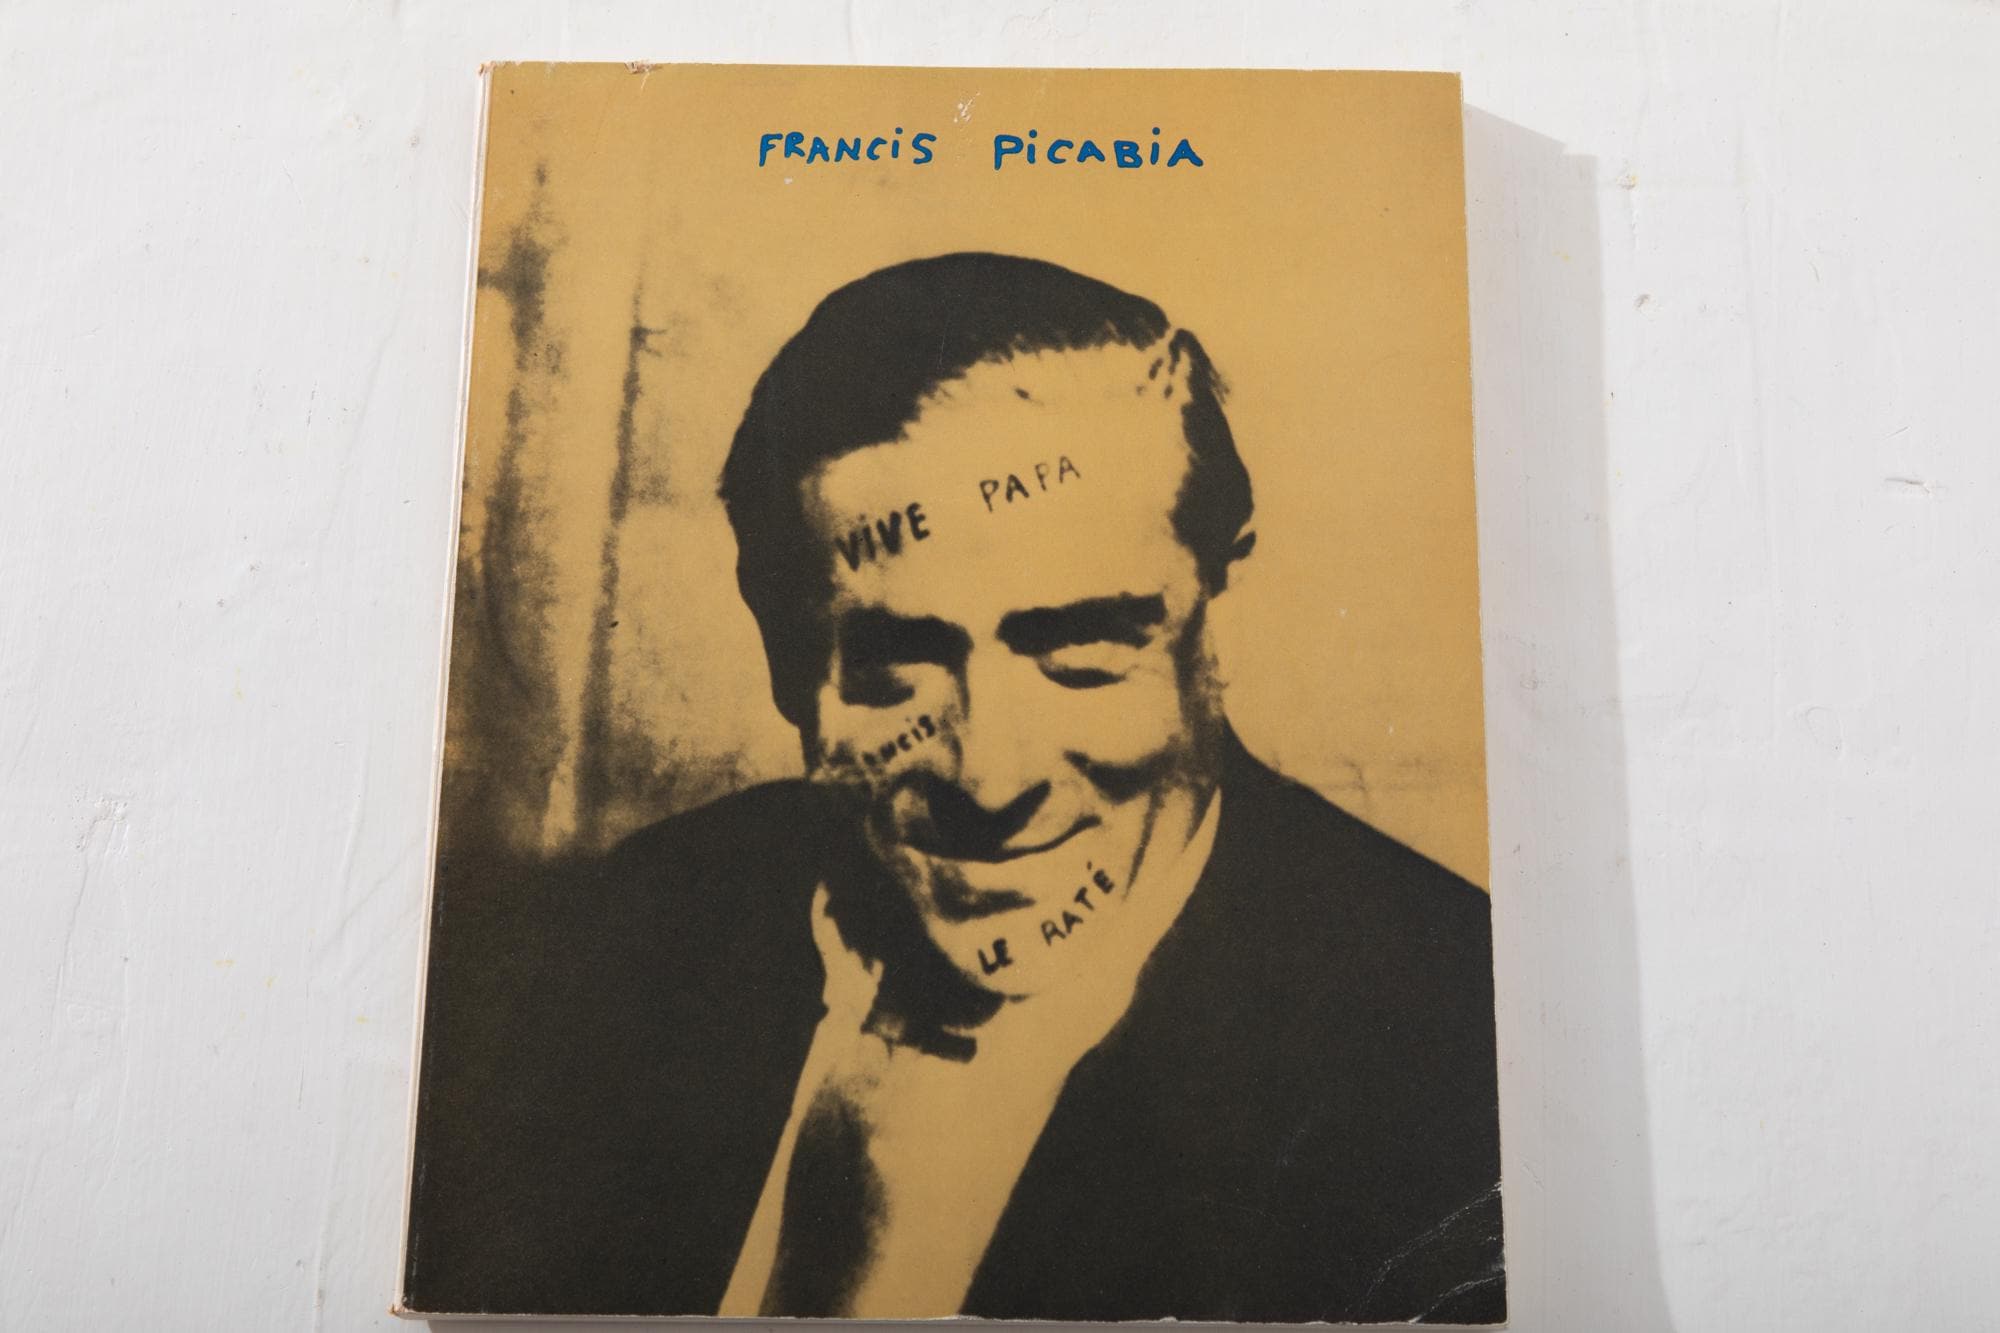 FRANCiS PiCABiA
ViVE PAPA
LE RATÉ